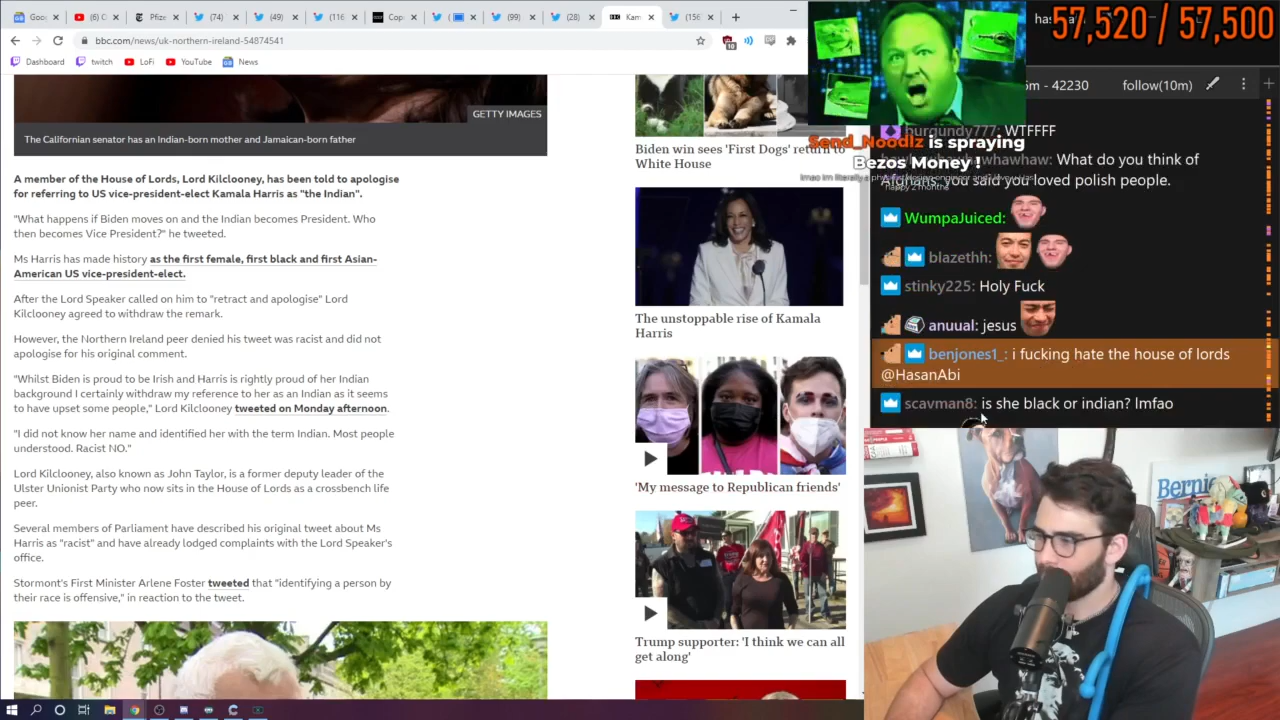 Goo
(6) C
Pfize
(74)
(49)
(116
Cop
(99)
(28)
Kam
(156
bbc.com/news/uk-northern-ireland-54874541
10
Dashboard
twitch
LoFi
YouTube
News
GETTY IMAGES
The Californian senator has an Indian-born mother and Jamaican-born father
A member of the House of Lords, Lord Kilclooney, has been told to apologise
for referring to US vice-president-elect Kamala Harris as "the Indian".
"What happens if Biden moves on and the Indian becomes President. Who
then becomes Vice President?" he tweeted.
Ms Harris has made history as the first female, first black and first Asian-
American US vice-president-elect.
After the Lord Speaker called on him to "retract and apologise" Lord
Kilclooney agreed to withdraw the remark.
However, the Northern Ireland peer denied his tweet was racist and did not
apologise for his original comment.
"Whilst Biden is proud to be Irish and Harris is rightly proud of her Indian
background I certainly withdraw my reference to her as an Indian as it seems
to have upset some people," Lord Kilclooney tweeted on Monday afternoon.
"I did not know her name and identified her with the term Indian. Most people
understood. Racist NO."
Lord Kilclooney, also known as John Taylor, is a former deputy leader of the
Ulster Unionist Party who now sits in the House of Lords as a crossbench life
peer.
Several members of Parliament have described his original tweet about Ms
Harris as "racist" and have already lodged complaints with the Lord Speaker's
office.
Stormont's First Minister Arlene Foster tweeted that "identifying a person by
their race is offensive," in reaction to the tweet.
Biden win sees 'First Dogs' return to
White House
The unstoppable rise of Kamala
Harris
'My message to Republican friends'
Trump supporter: 'I think we can all
get along'
57,520 / 57,500
- 42230
follow(10m)
Send_Noodlz is spraying
Bezos Money !
happy 2 months
burgundy777: WTFFFF
What do you think of
you said you loved polish people.
WumpaJuiced:
blazethh:
stinky225: Holy Fuck
anuual: jesus
benjones1_: i fucking hate the house of lords
@HasanAbi
scavman8: is she black or indian? lmfao
Bernie